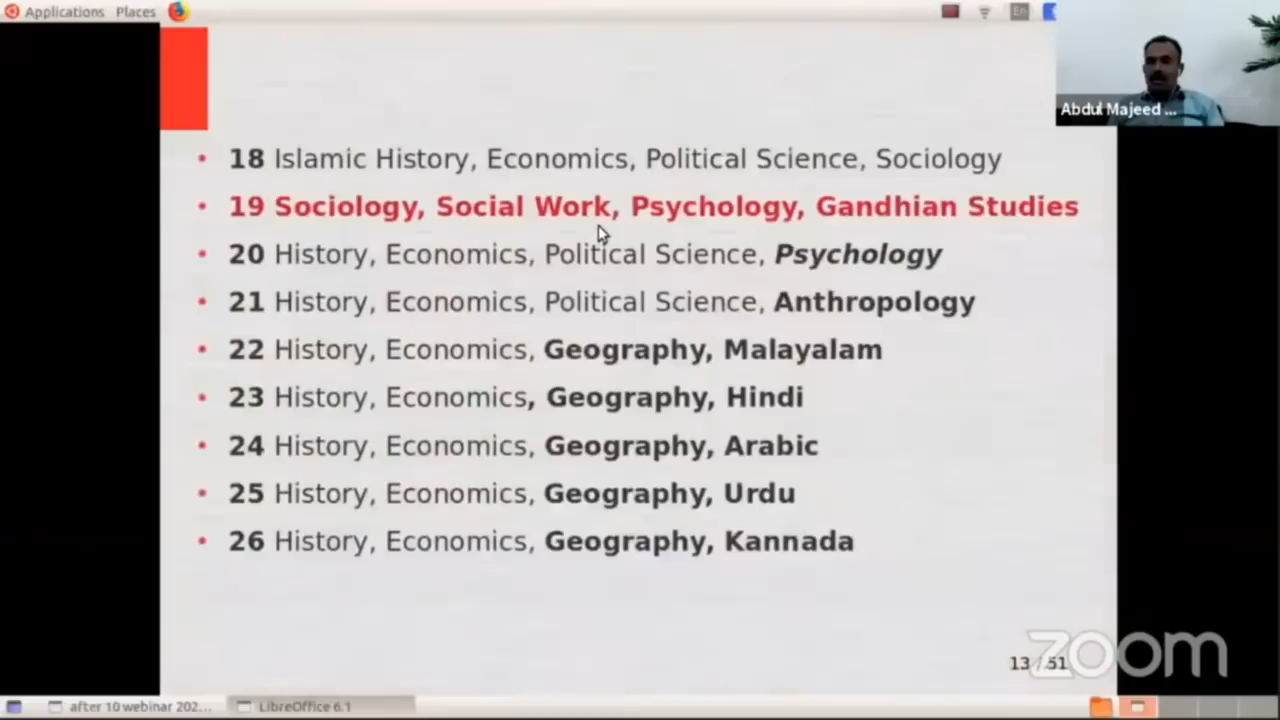 Applications Places
En
Abdul Majeed ...
• 18 Islamic History, Economics, Political Science, Sociology
• 19 Sociology, Social Work, Psychology, Gandhian Studies
• 20 History, Economics, Political Science, Psychology
• 21 History, Economics, Political Science, Anthropology
• 22 History, Economics, Geography, Malayalam
• 23 History, Economics, Geography, Hindi
• 24 History, Economics, Geography, Arabic
• 25 History, Economics, Geography, Urdu
• 26 History, Economics, Geography, Kannada
13 / 51
zoom
after 10 webinar 202... LibreOffice 6.1